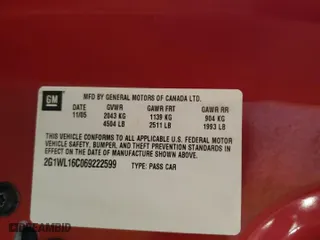 GM
MFD BY GENERAL MOTORS OF CANADA LTD.
DATE GVWR GAWR FRT GAWR RR
11/05 2043 KG 1139 KG 904 KG
4504 LB 2511 LB 1993 LB
THIS VEHICLE CONFORMS TO ALL APPLICABLE U.S. FEDERAL MOTOR
VEHICLE SAFETY, BUMPER, AND THEFT PREVENTION STANDARDS
IN EFFECT ON THE DATE OF MANUFACTURE SHOWN ABOVE.
2G1WL16C069222599 TYPE: PASS CAR
IDREAMBID